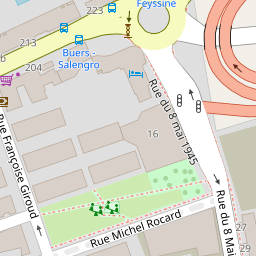 223
Feyssine
213
Buers -
Salengro
204
b
16
Rue du 8 mai 1945
Rue Françoise Giroud
Rue Michel Rocard
Rue du 8 Mai
27
29